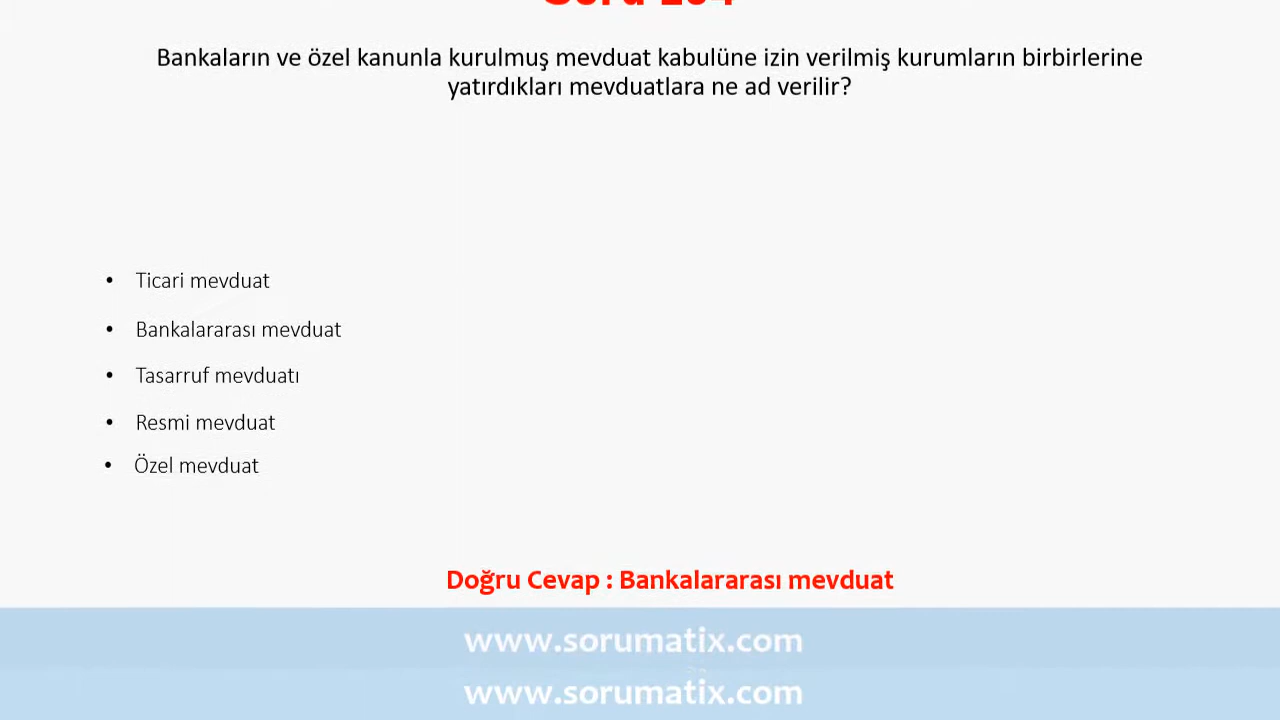 Bankaların ve özel kanunla kurulmuş mevduat kabulüne izin verilmiş kurumların birbirlerine
yatırdıkları mevduatlara ne ad verilir?
• Ticari mevduat
• Bankalararası mevduat
• Tasarruf mevduatı
• Resmi mevduat
• Özel mevduat
Doğru Cevap : Bankalararası mevduat
www.sorumatix.com
www.sorumatix.com